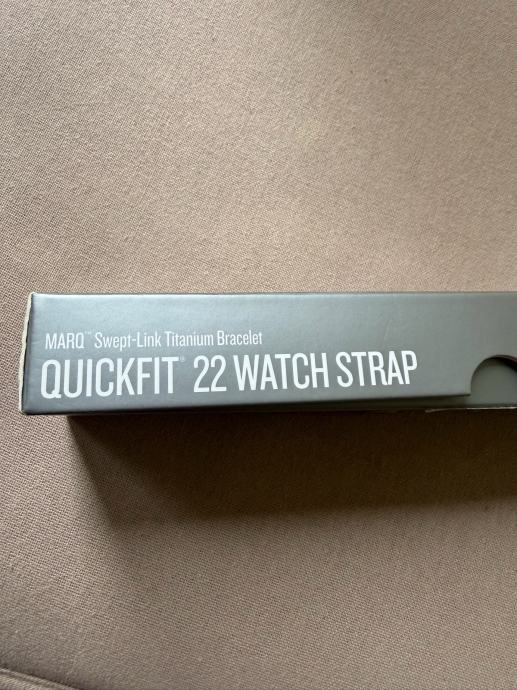 MARQ™ Swept-Link Titanium Bracelet
QUICKFIT® 22 WATCH STRAP